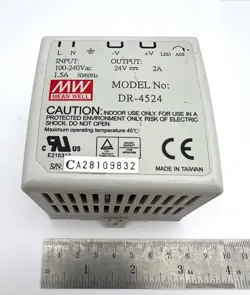 L N -V -V +V +V LED ADJ
INPUT: OUTPUT:
100-240Vac 24V 2A
1.5A 50/60Hz
MODEL No:
DR-4524
MW
MEAN WELL
CAUTION: INDOOR USE ONLY. FOR USE IN A
PROTECTED ENVIRONMENT ONLY, RISK OF ELECTRIC
SHOCK. DO NOT OPEN.
Maximum operating temperature 45℃
c RU US
CE
S/N:
CA28109832
MADE IN TAIWAN
1 2 3 4